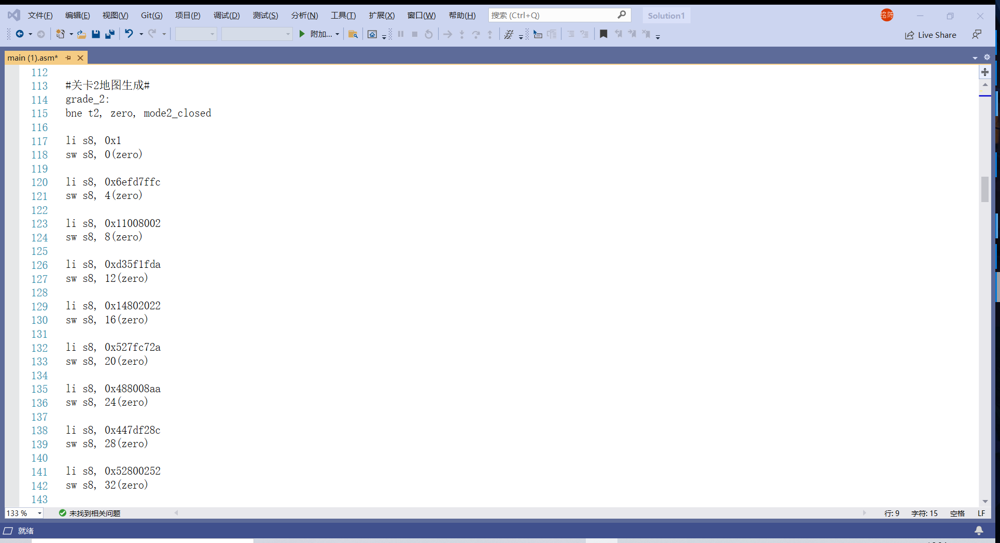 文件(F) 编辑(E) 视图(V) Git(G) 项目(P) 调试(D) 测试(S) 分析(N) 工具(T) 扩展(X) 窗口(W) 帮助(H) 搜索 (Ctrl+Q) Solution1 铭陈
附加... Live Share
main (1).asm*
112
113 #关卡2地图生成#
114 grade_2:
115 bne t2, zero, mode2_closed
116
117 li s8, 0x1
118 sw s8, 0(zero)
119
120 li s8, 0x6efd7ffc
121 sw s8, 4(zero)
122
123 li s8, 0x11008002
124 sw s8, 8(zero)
125
126 li s8, 0xd35f1fda
127 sw s8, 12(zero)
128
129 li s8, 0x14802022
130 sw s8, 16(zero)
131
132 li s8, 0x527fc72a
133 sw s8, 20(zero)
134
135 li s8, 0x488008aa
136 sw s8, 24(zero)
137
138 li s8, 0x447df28c
139 sw s8, 28(zero)
140
141 li s8, 0x52800252
142 sw s8, 32(zero)
143
133 % 未找到相关问题 行: 9 字符: 15 空格 LF
就绪